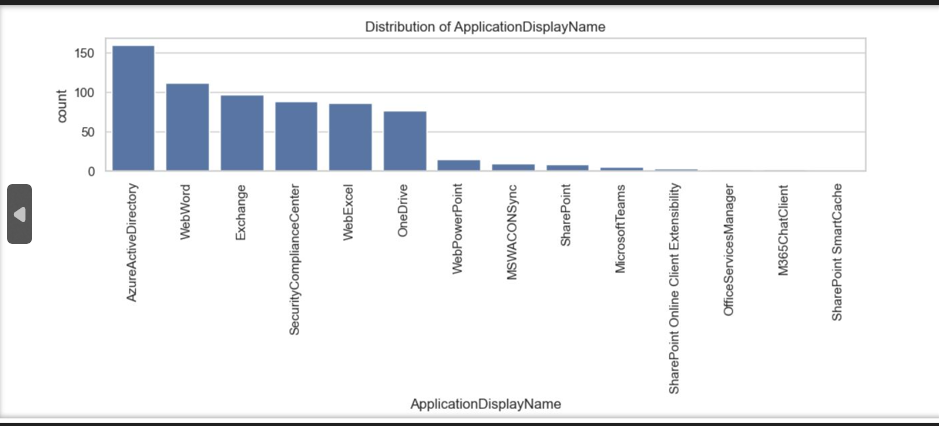 Distribution of ApplicationDisplayName
150
100
50
0
count
AzureActiveDirectory
WebWord
Exchange
SecurityComplianceCenter
WebExcel
OneDrive
WebPowerPoint
MSWACONSync
SharePoint
MicrosoftTeams
SharePoint Online Client Extensibility
OfficeServicesManager
M365ChatClient
SharePoint SmartCache
ApplicationDisplayName